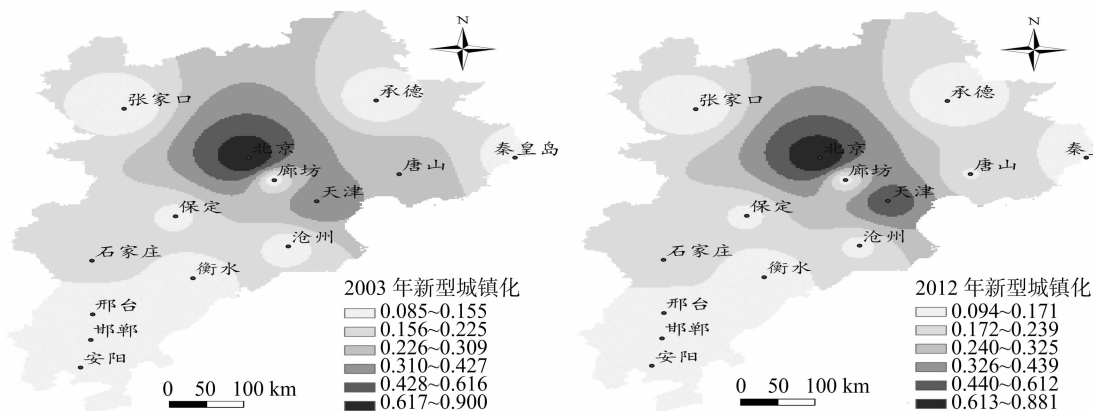 N
张家口
承德
北京
秦皇岛
廊坊
唐山
天津
保定
沧州
石家庄
衡水
邢台
邯郸
安阳
2003 年新型城镇化
0.085~0.155
0.156~0.225
0.226~0.309
0.310~0.427
0.428~0.616
0.617~0.900
0 50 100 km
N
张家口
承德
北京
秦皇
廊坊
唐山
天津
保定
沧州
石家庄
衡水
邢台
邯郸
安阳
2012 年新型城镇化
0.094~0.171
0.172~0.239
0.240~0.325
0.326~0.439
0.440~0.612
0.613~0.881
0 50 100 km